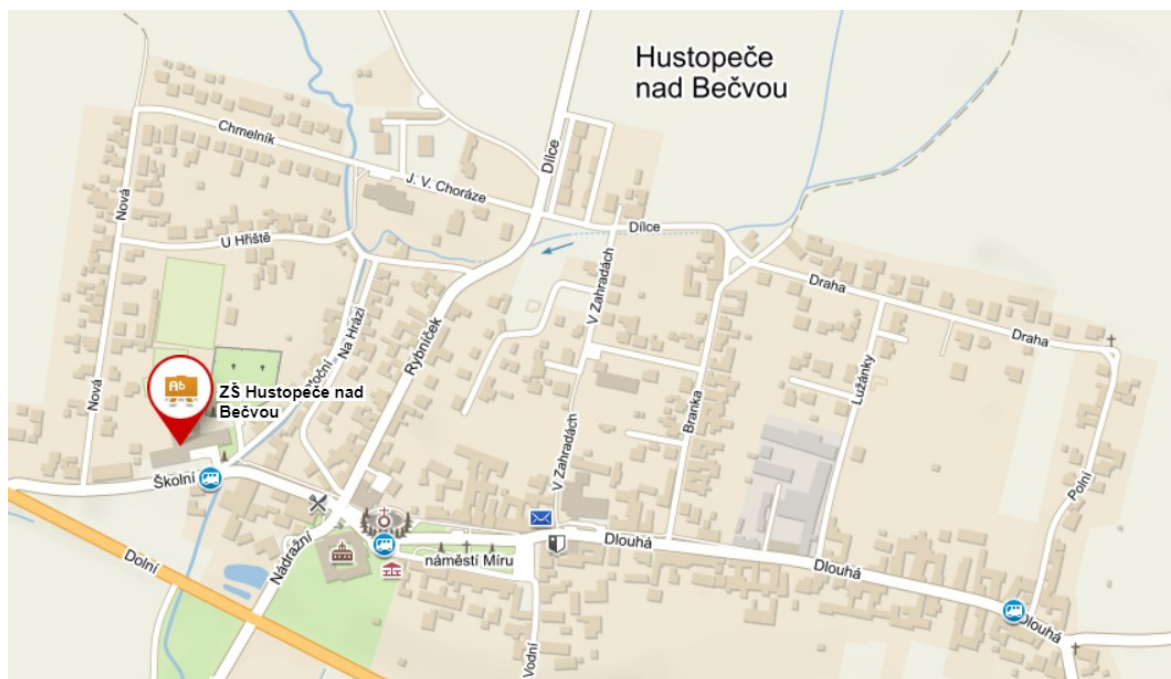 Hustopeče
nad Bečvou
Chmelník
J. V. Choráze
Dílce
Nová
U Hřiště
Dílce
Draha
Draha
Na Hrázi
V Zahradách
Rybníček
Lužánky
Ab
ZŠ Hustopeče nad
Bečvou
Nová
Branka
V Zahradách
Školní
Polní
Nádražní
Dlouhá
náměstí Míru
Dlouhá
Dolní
Dlouhá
Vodní